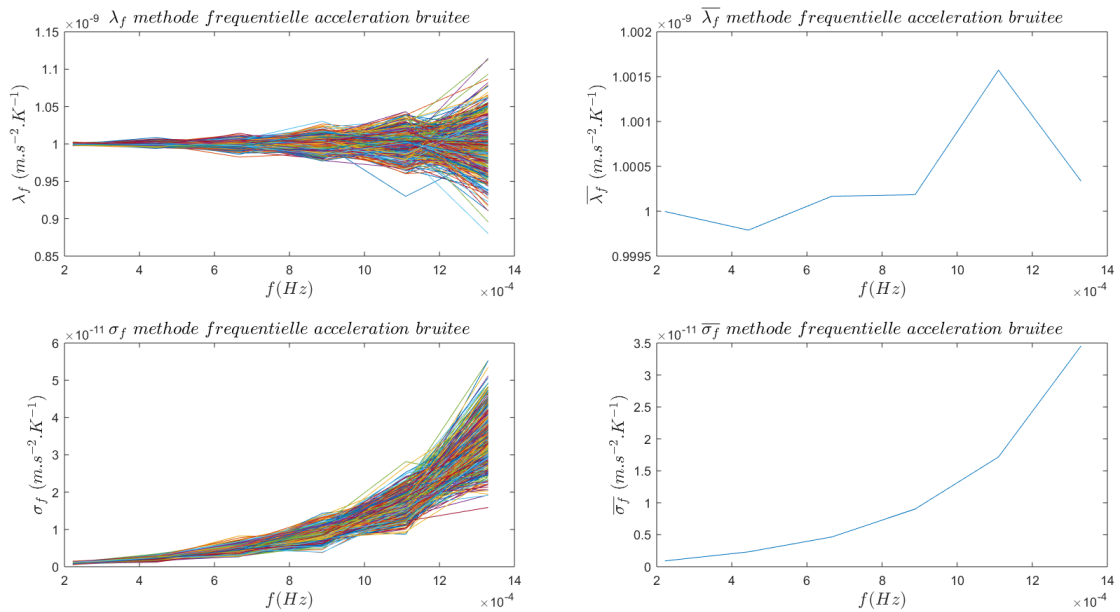 ×10⁻⁹ λ_f methode frequentielle acceleration bruitee
1.15
1.1
1.05
1
0.95
0.9
0.85
λ_f (m.s⁻².K⁻¹)
2 4 6 8 10 12 14
f(Hz) ×10⁻⁴
×10⁻⁹ λ̅_f methode frequentielle acceleration bruitee
1.002
1.0015
1.001
1.0005
1
0.9995
λ̅_f (m.s⁻².K⁻¹)
2 4 6 8 10 12 14
f(Hz) ×10⁻⁴
×10⁻¹¹ σ_f methode frequentielle acceleration bruitee
6
5
4
3
2
1
0
σ_f (m.s⁻².K⁻¹)
2 4 6 8 10 12 14
f(Hz) ×10⁻⁴
×10⁻¹¹ σ̅_f methode frequentielle acceleration bruitee
3.5
3
2.5
2
1.5
1
0.5
0
σ̅_f (m.s⁻².K⁻¹)
2 4 6 8 10 12 14
f(Hz) ×10⁻⁴